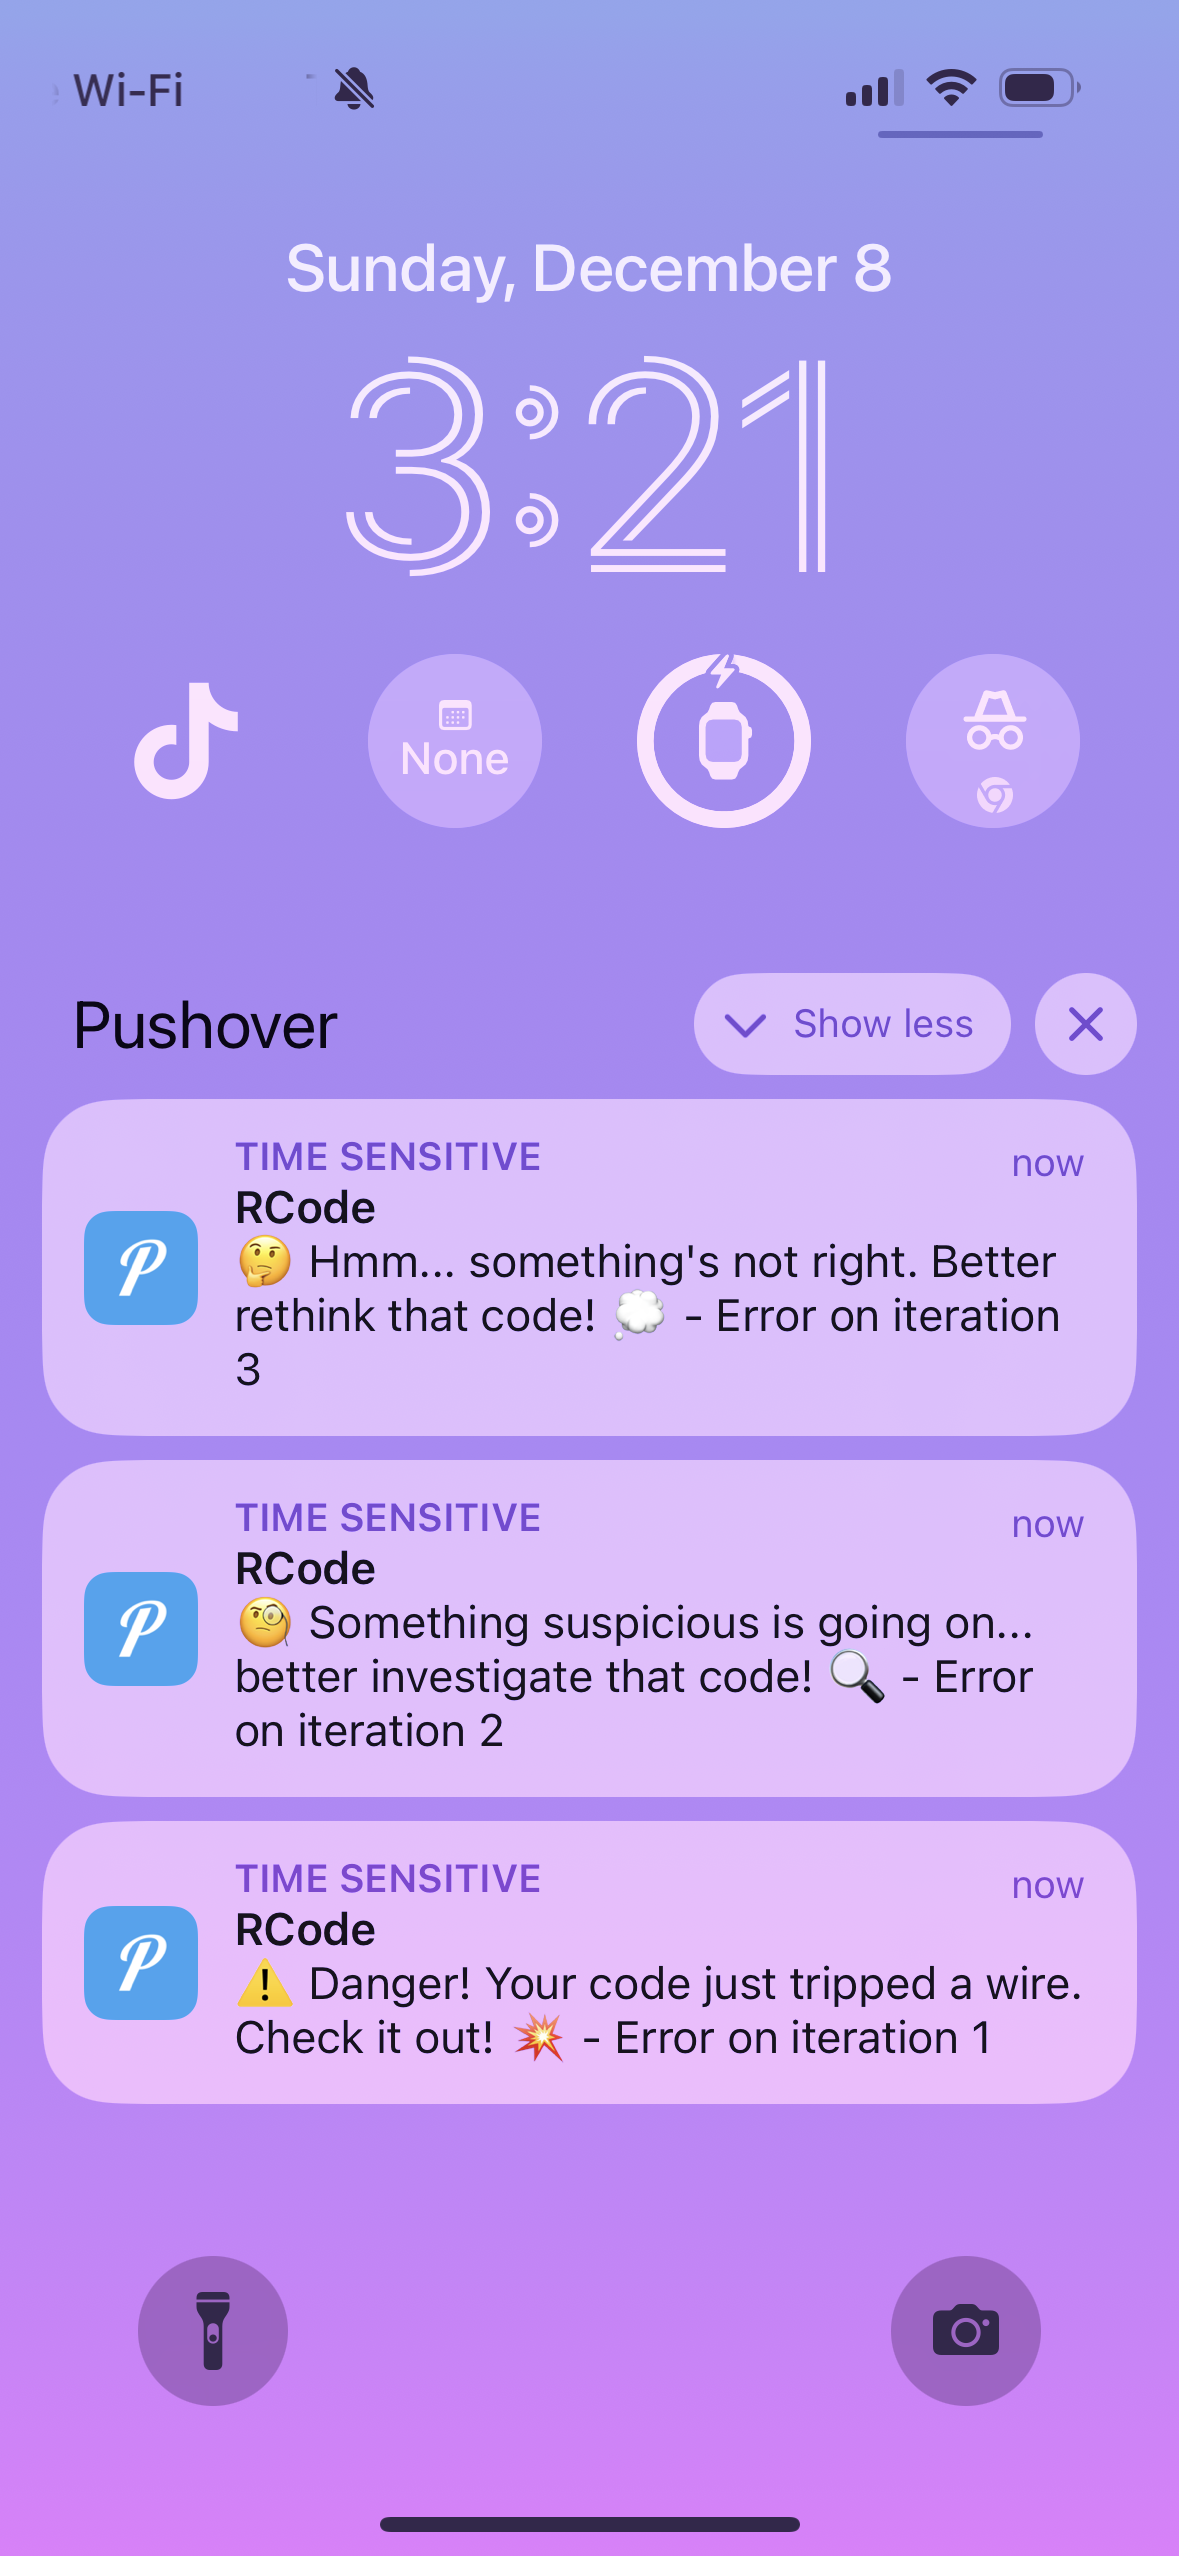 Wi-Fi
Sunday, December 8
3:21
None
Pushover
Show less
TIME SENSITIVE
now
RCode
🤔 Hmm... something's not right. Better
rethink that code! 💭 - Error on iteration
3
TIME SENSITIVE
now
RCode
🧐 Something suspicious is going on...
better investigate that code! 🔍 - Error
on iteration 2
TIME SENSITIVE
now
RCode
⚠️ Danger! Your code just tripped a wire.
Check it out! 💥 - Error on iteration 1